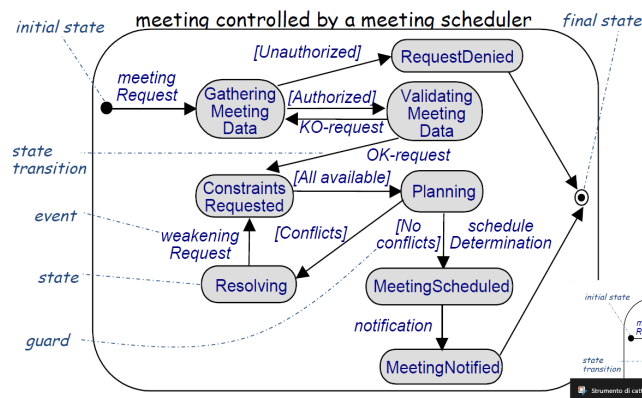 meeting controlled by a meeting scheduler
final state
initial state
[Unauthorized]
RequestDenied
meeting
Request
Gathering
Meeting
Data
[Authorized]
Validating
Meeting
Data
KO-request
state
transition
OK-request
Constraints
Requested
[All available]
Planning
event
weakening
Request
[Conflicts]
[No
conflicts]
schedule
Determination
state
Resolving
MeetingScheduled
notification
guard
MeetingNotified
initial state
state
transition
Strumento di